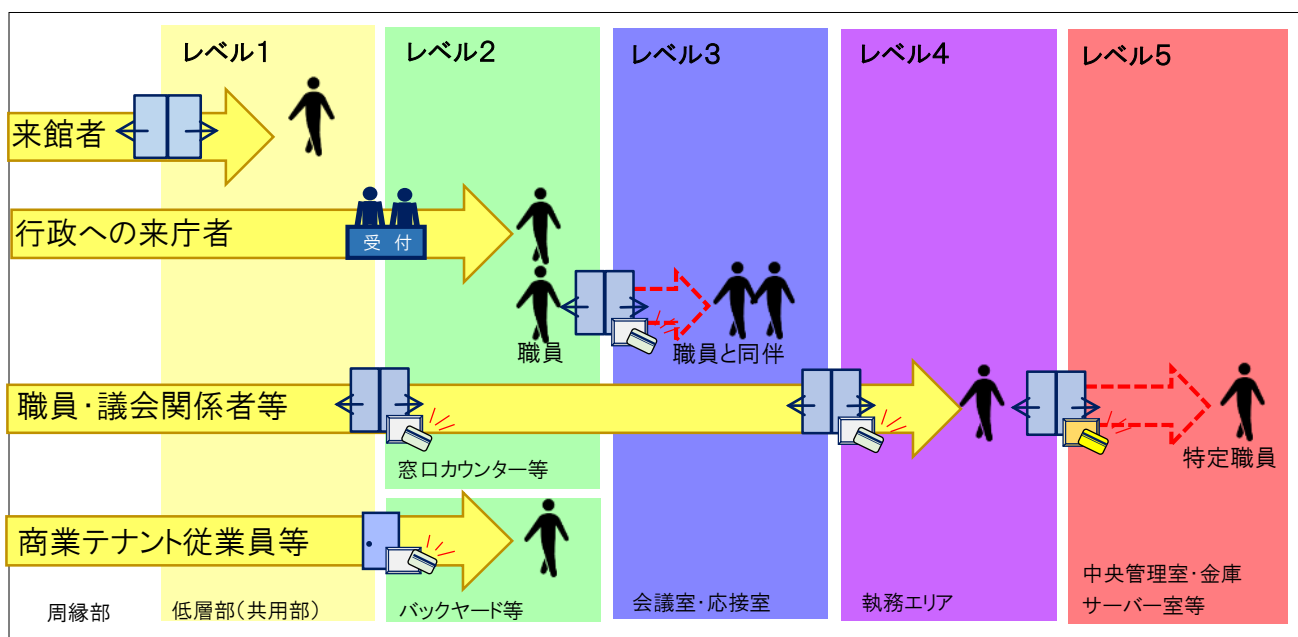 レベル1
レベル2
レベル3
レベル4
レベル5
来館者
行政への来庁者
受 付
職員
職員と同伴
職員・議会関係者等
特定職員
窓口カウンター等
商業テナント従業員等
周縁部
低層部(共用部)
バックヤード等
会議室・応接室
執務エリア
中央管理室・金庫
サーバー室等